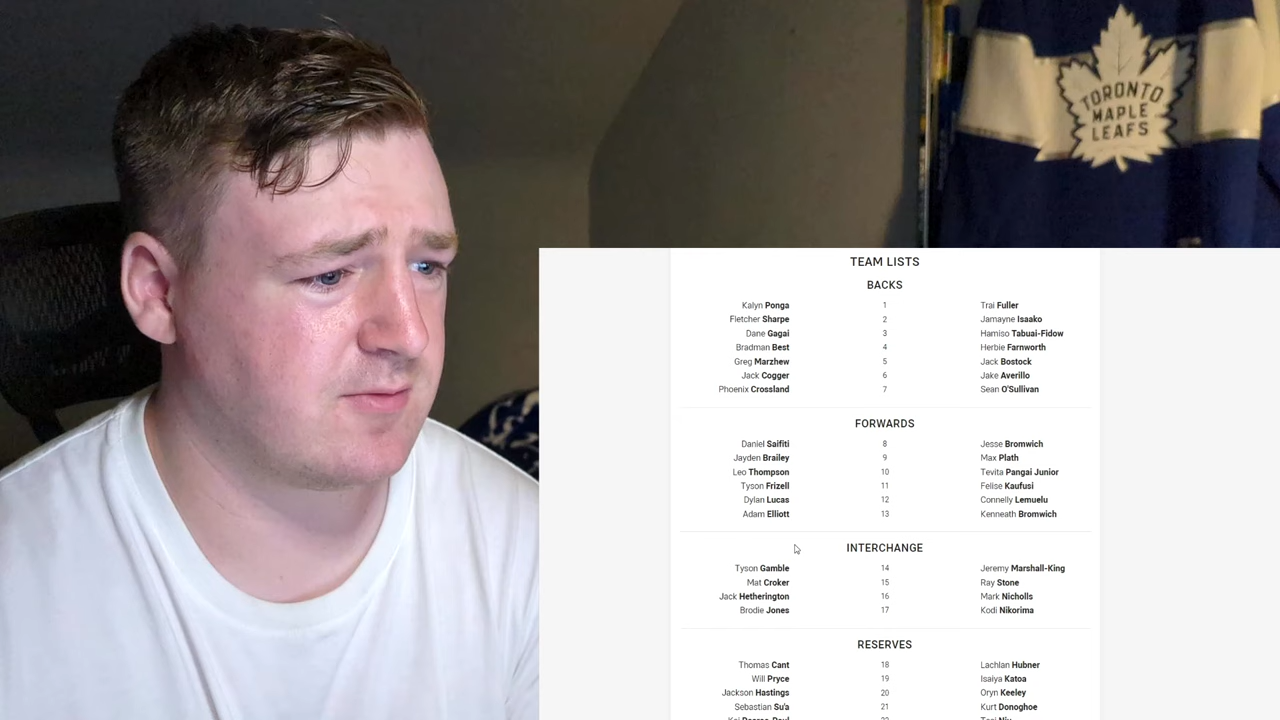 TORONTO
MAPLE
LEAFS
TEAM LISTS
BACKS
Kalyn Ponga 1 Trai Fuller
Fletcher Sharpe 2 Jamayne Isaako
Dane Gagai 3 Hamiso Tabuai-Fidow
Bradman Best 4 Herbie Farnworth
Greg Marzhew 5 Jack Bostock
Jack Cogger 6 Jake Averillo
Phoenix Crossland 7 Sean O'Sullivan
FORWARDS
Daniel Saifiti 8 Jesse Bromwich
Jayden Brailey 9 Max Plath
Leo Thompson 10 Tevita Pangai Junior
Tyson Frizell 11 Felise Kaufusi
Dylan Lucas 12 Connelly Lemuelu
Adam Elliott 13 Kenneath Bromwich
INTERCHANGE
Tyson Gamble 14 Jeremy Marshall-King
Mat Croker 15 Ray Stone
Jack Hetherington 16 Mark Nicholls
Brodie Jones 17 Kodi Nikorima
RESERVES
Thomas Cant 18 Lachlan Hubner
Will Pryce 19 Isaiya Katoa
Jackson Hastings 20 Oryn Keeley
Sebastian Su'a 21 Kurt Donoghoe